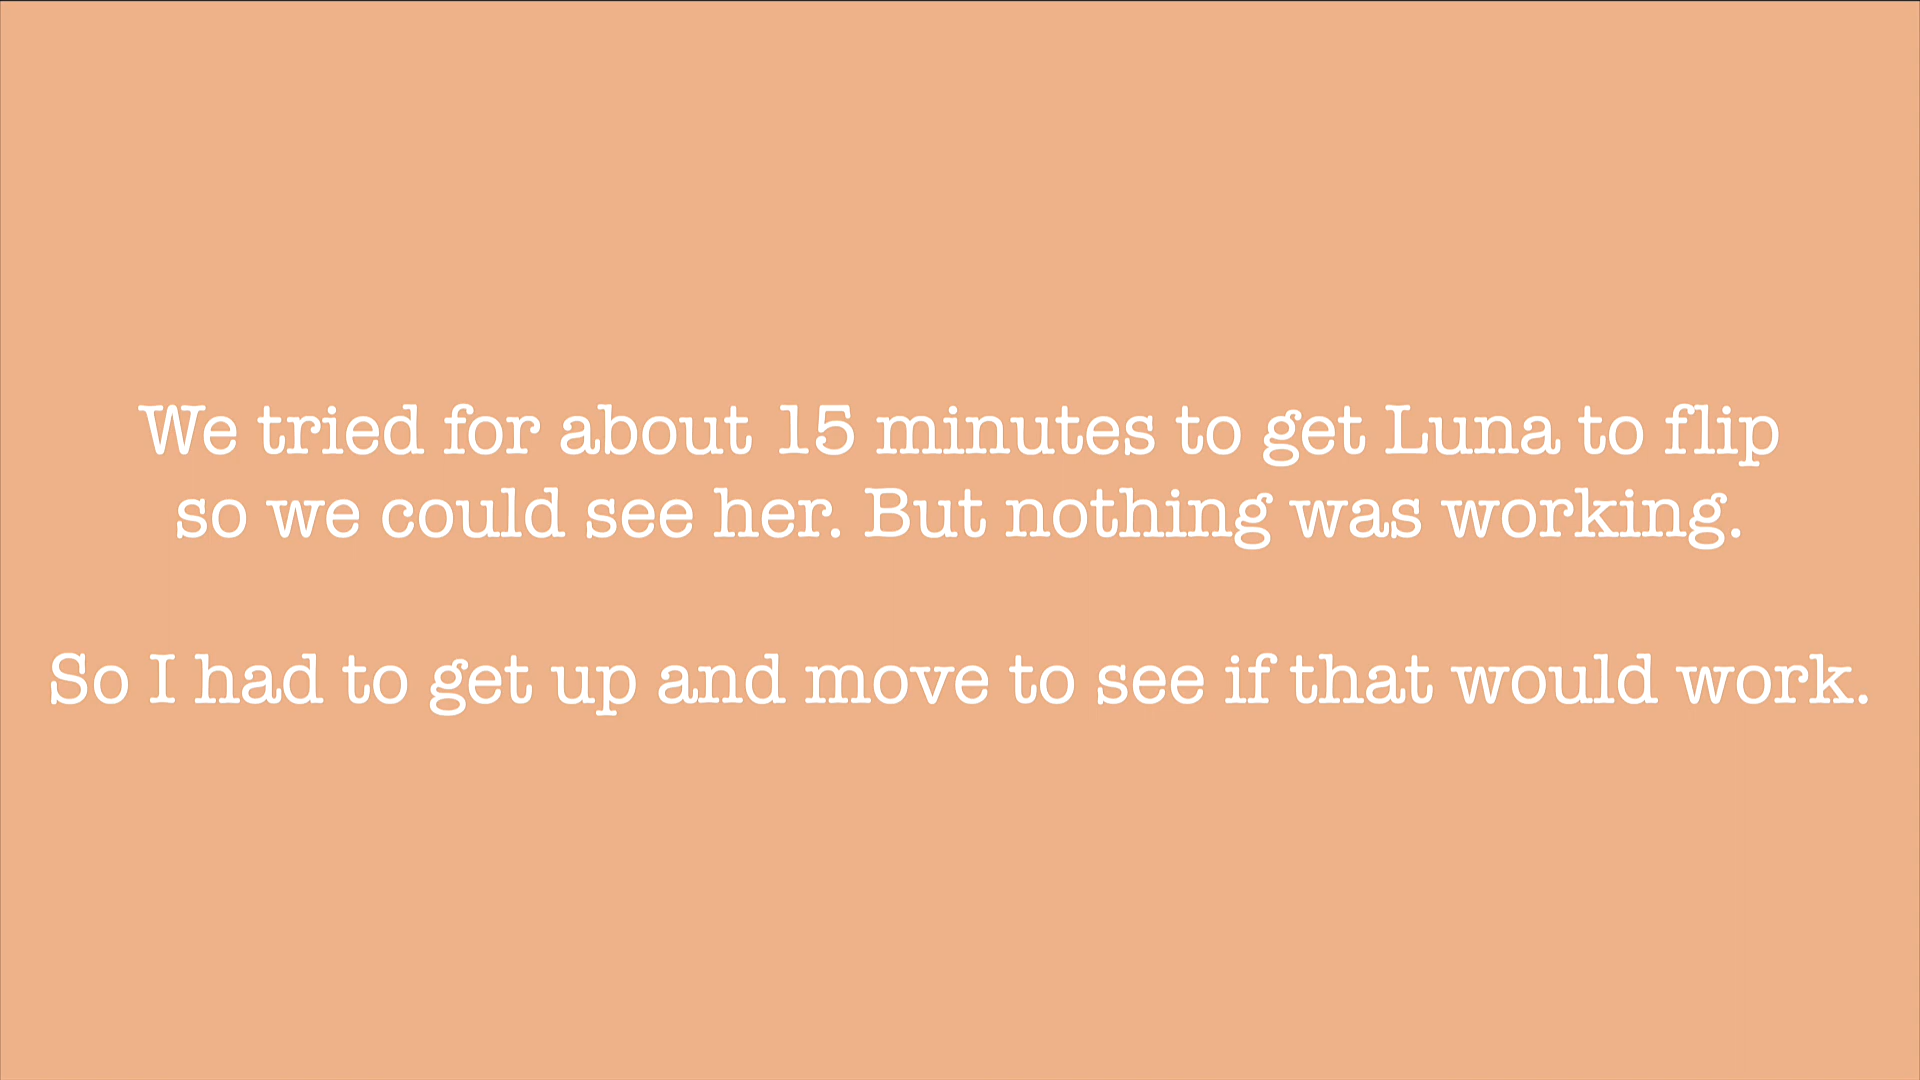 We tried for about 15 minutes to get Luna to flip
so we could see her. But nothing was working.
So I had to get up and move to see if that would work.